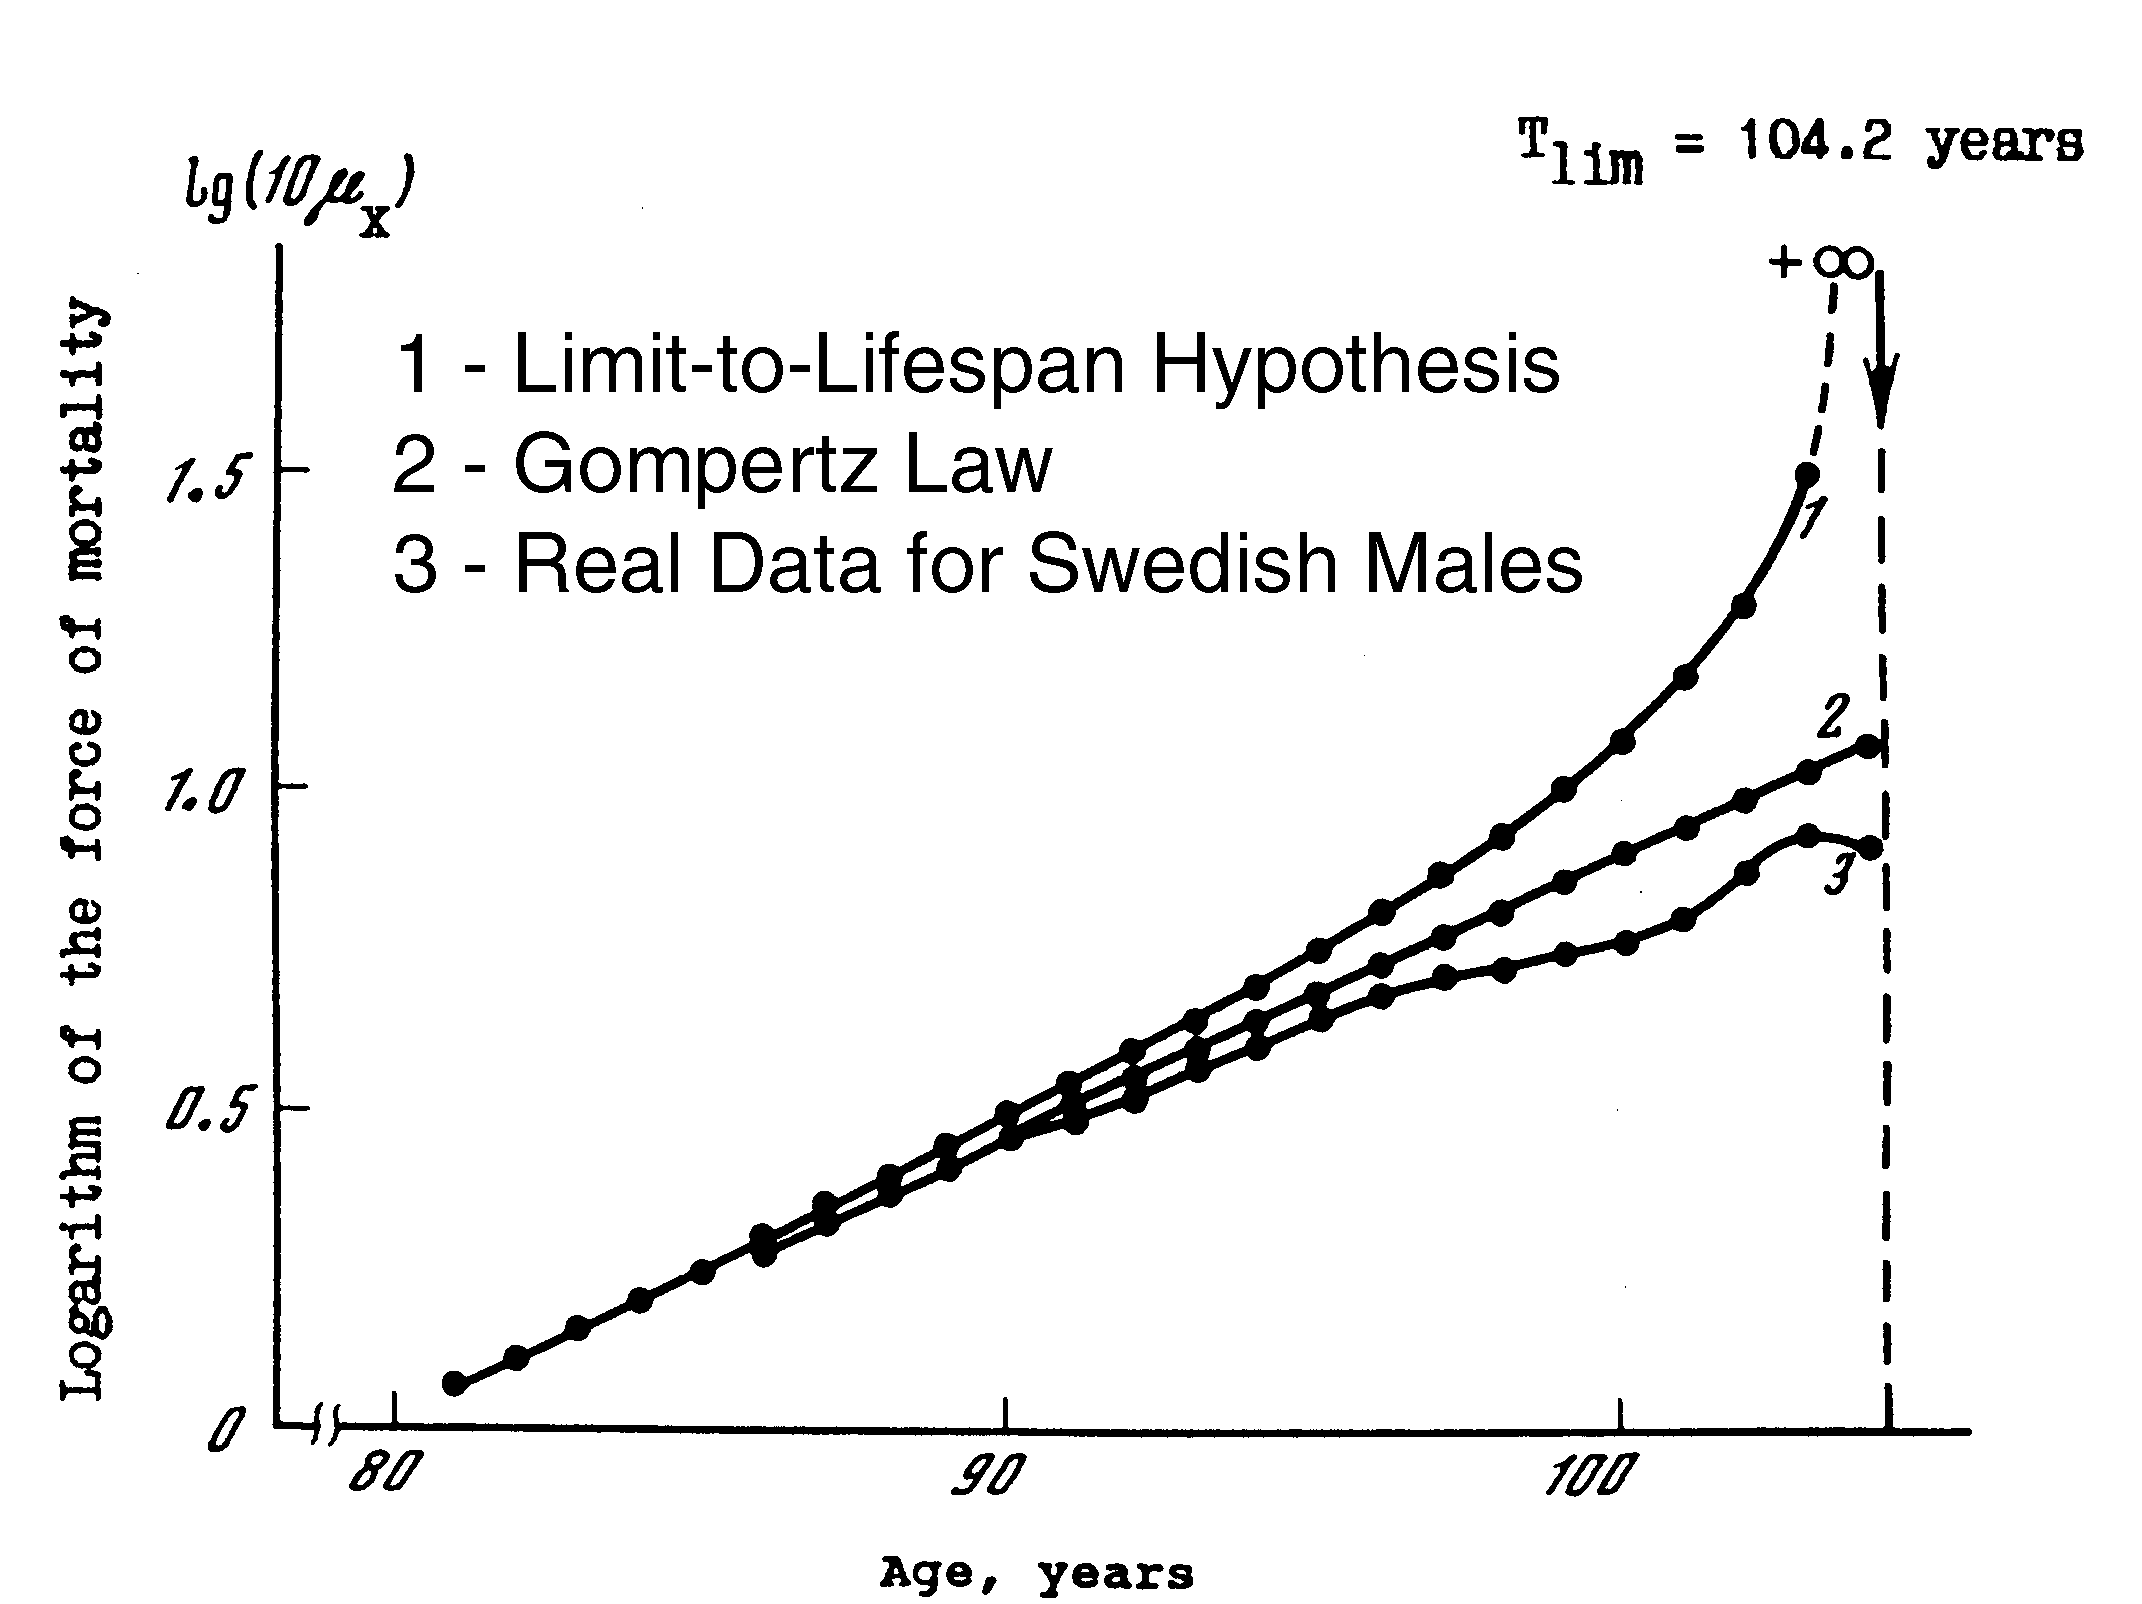 T_lim = 104.2 years
lg(10μ_x)
+∞
1 - Limit-to-Lifespan Hypothesis
2 - Gompertz Law
3 - Real Data for Swedish Males
Logarithm of the force of mortality
1.5
1
2
1.0
3
0.5
0
80
90
100
Age, years